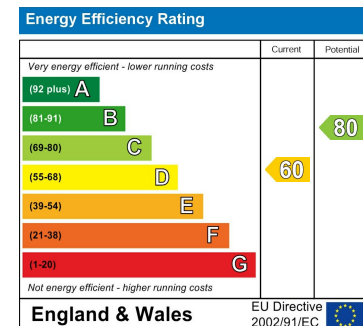 Energy Efficiency Rating
Current Potential
Very energy efficient - lower running costs
(92 plus) A
(81-91) B
(69-80) C
(55-68) D
(39-54) E
(21-38) F
(1-20) G
60
80
Not energy efficient - higher running costs
England & Wales
EU Directive
2002/91/EC